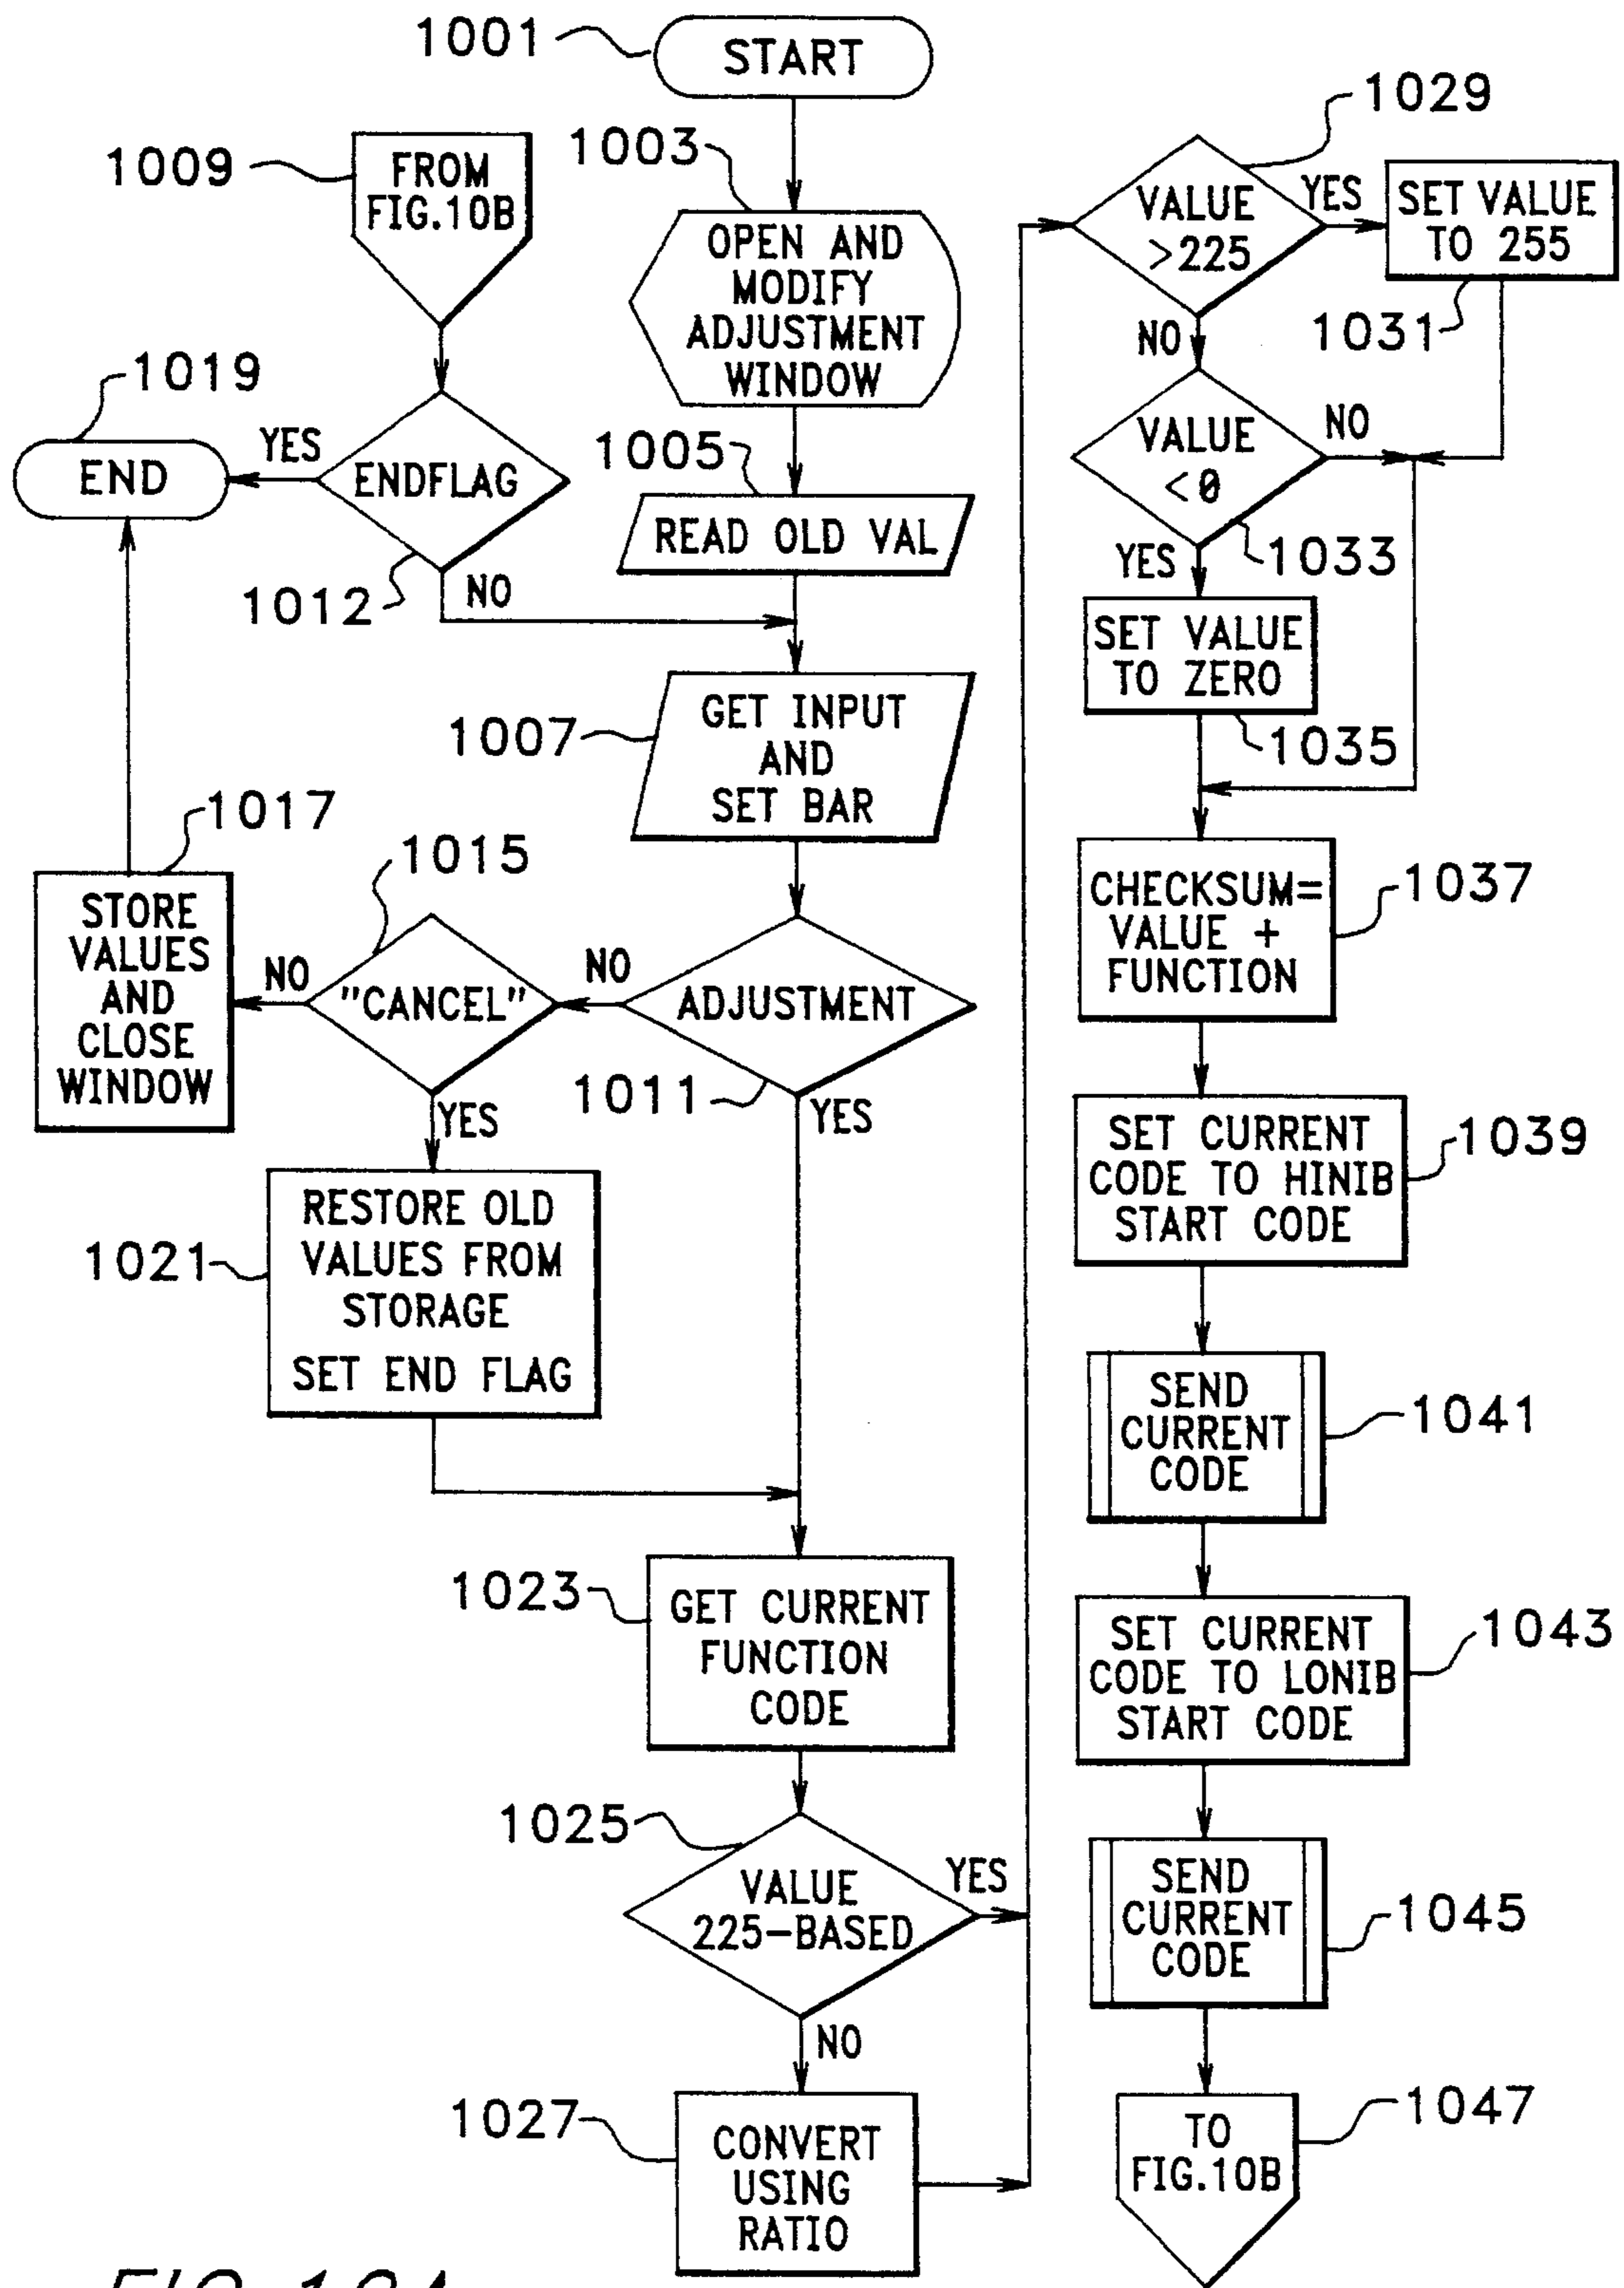 1001
START
1009
FROM
FIG.10B
1003
OPEN AND
MODIFY
ADJUSTMENT
WINDOW
1019
END
YES
ENDFLAG
1012
NO
1005
READ OLD VAL
1007
GET INPUT
AND
SET BAR
1017
STORE
VALUES
AND
CLOSE
WINDOW
NO
1015
"CANCEL"
YES
NO
ADJUSTMENT
1011
YES
1021
RESTORE OLD
VALUES FROM
STORAGE
SET END FLAG
1023
GET CURRENT
FUNCTION
CODE
1025
VALUE
225-BASED
YES
NO
1027
CONVERT
USING
RATIO
1029
VALUE
>225
YES
SET VALUE
TO 255
1031
NO
VALUE
<0
NO
1033
YES
SET VALUE
TO ZERO
1035
CHECKSUM=
VALUE +
FUNCTION
1037
SET CURRENT
CODE TO HINIB
START CODE
1039
SEND
CURRENT
CODE
1041
SET CURRENT
CODE TO LONIB
START CODE
1043
SEND
CURRENT
CODE
1045
TO
FIG.10B
1047